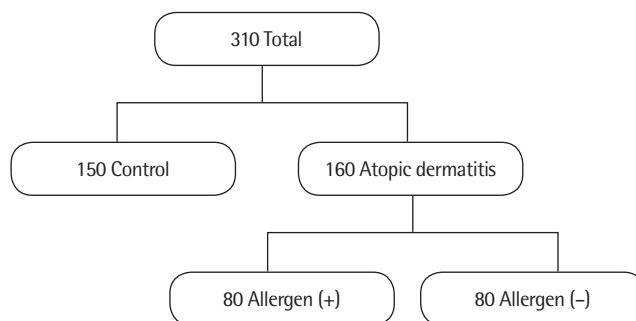 310 Total
150 Control
160 Atopic dermatitis
80 Allergen (+)
80 Allergen (–)